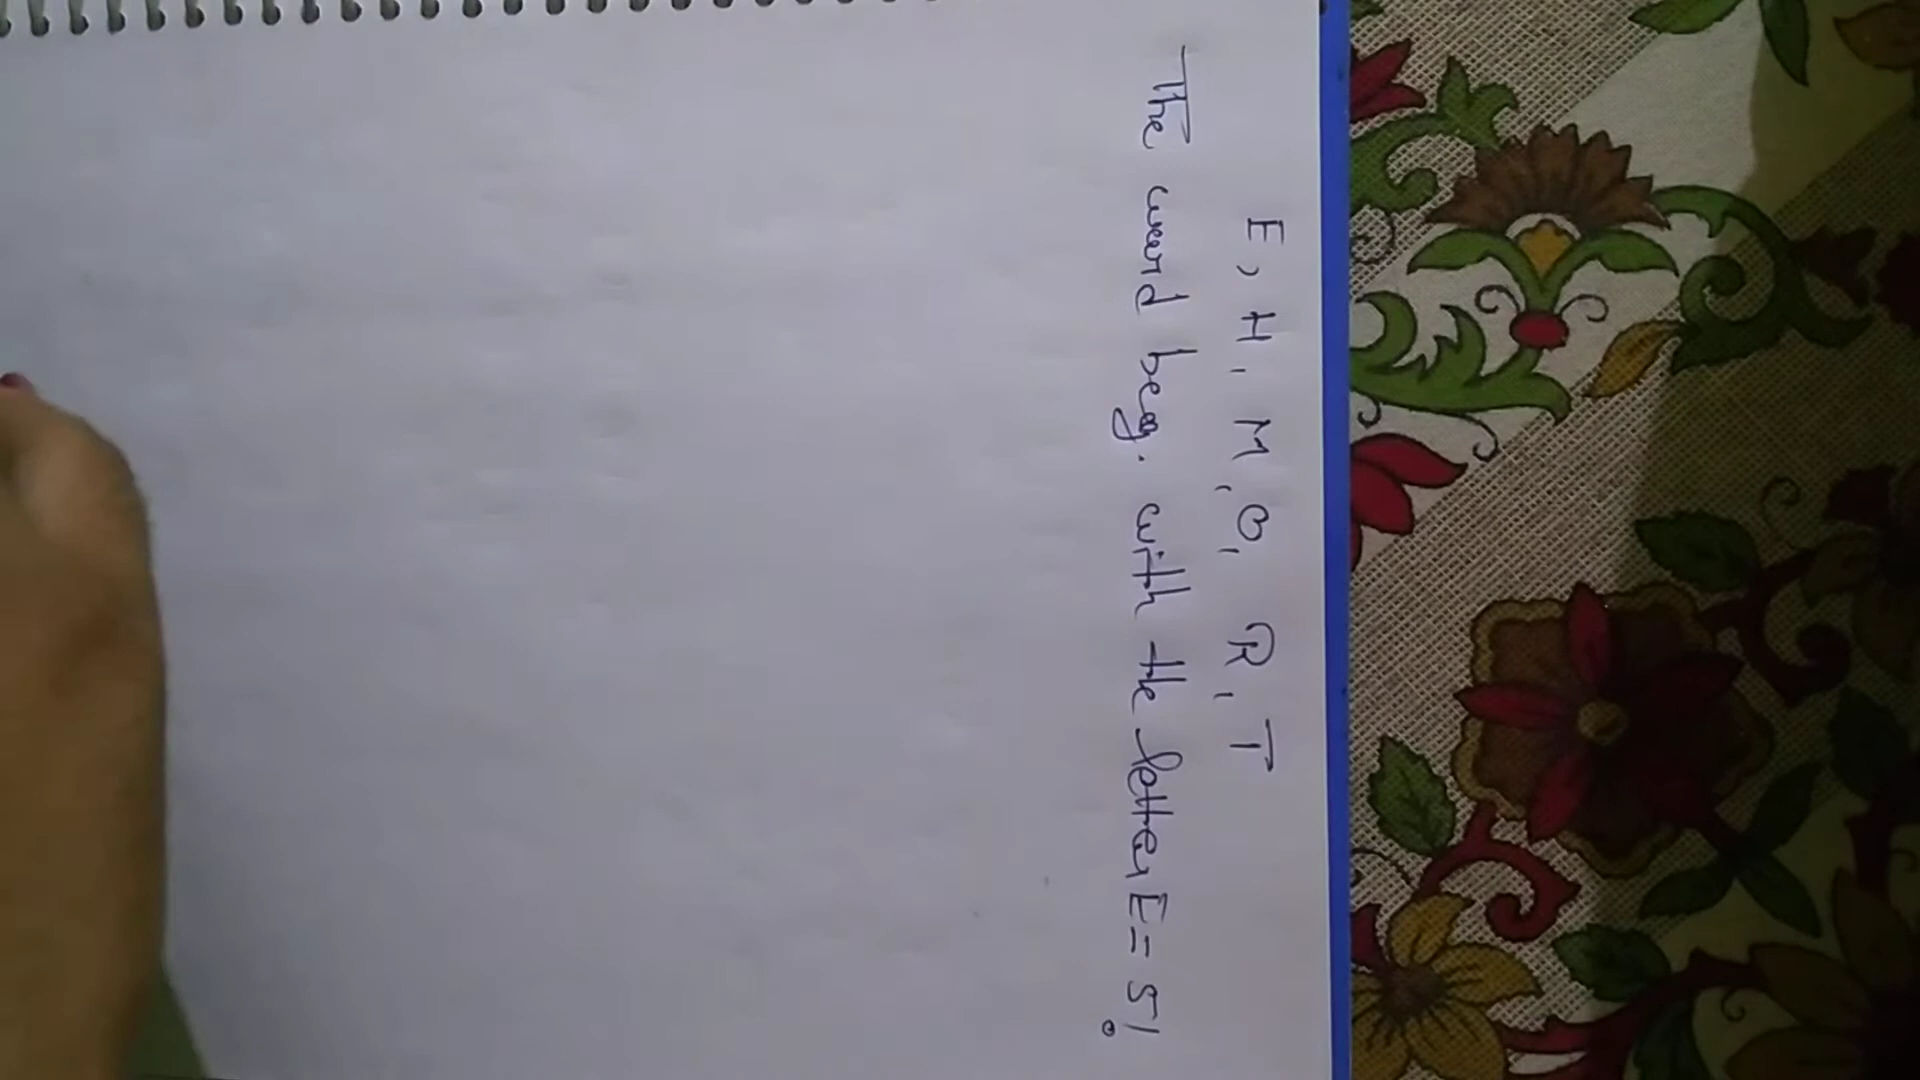 E, H, M, O, R, T
The word beg. with the letter E = 5!